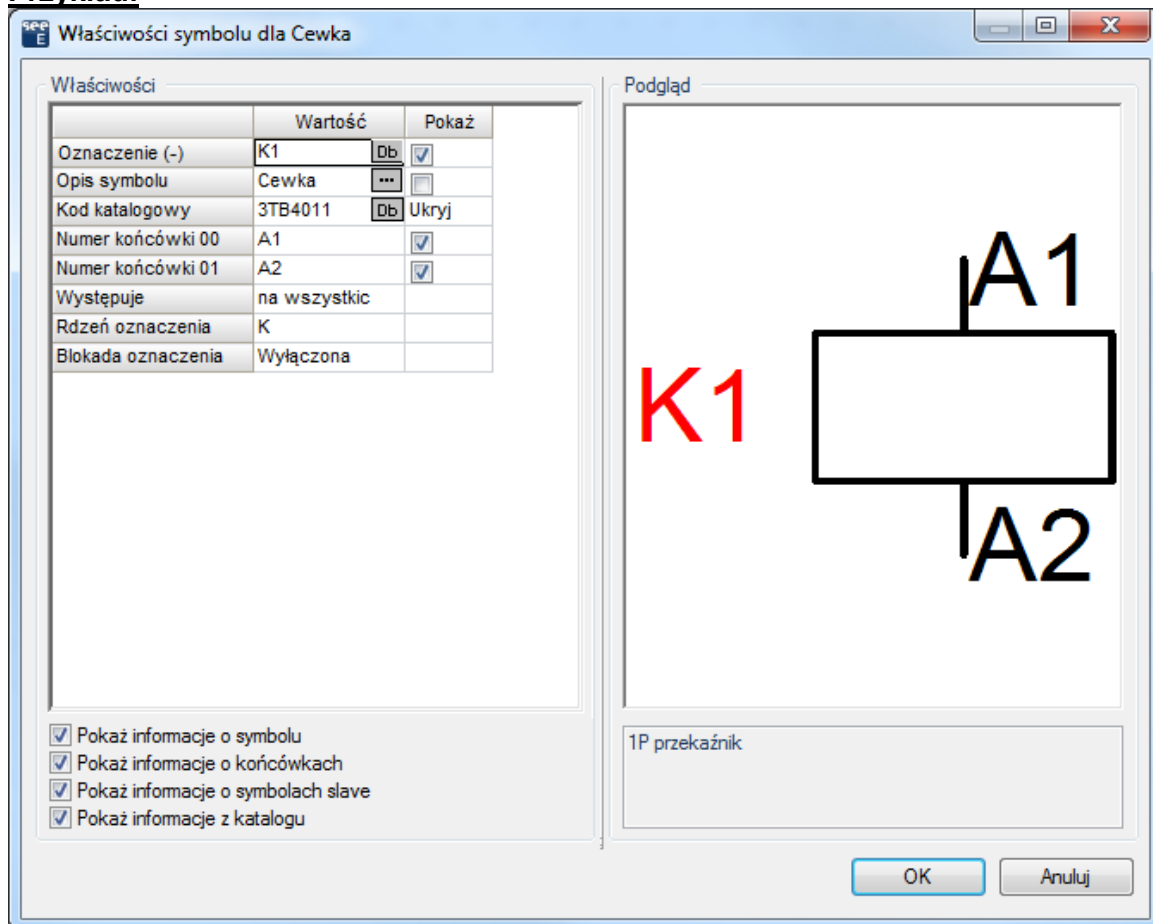 Przykład:
see E Właściwości symbolu dla Cewka
Właściwości
Wartość Pokaż
Oznaczenie (-) K1 Db
Opis symbolu Cewka ...
Kod katalogowy 3TB4011 Db Ukryj
Numer końcówki 00 A1
Numer końcówki 01 A2
Występuje na wszystkic
Rdzeń oznaczenia K
Blokada oznaczenia Wyłączona
Pokaż informacje o symbolu
Pokaż informacje o końcówkach
Pokaż informacje o symbolach slave
Pokaż informacje z katalogu
Podgląd
A1
K1
A2
1P przekaźnik
OK Anuluj